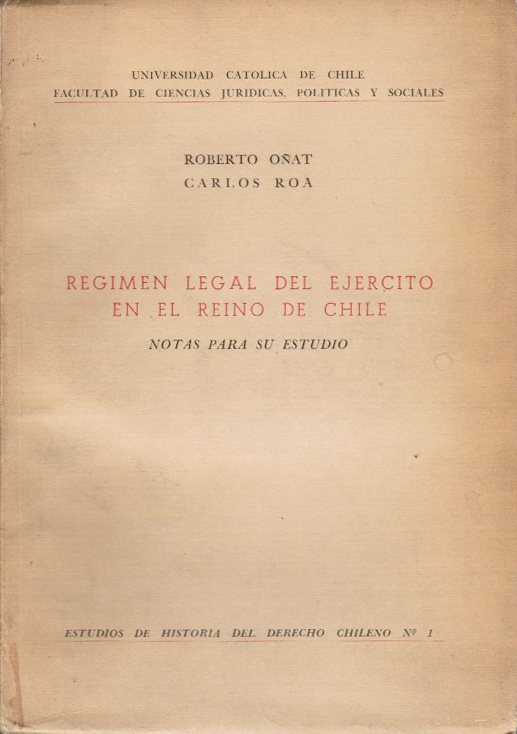 UNIVERSIDAD CATOLICA DE CHILE
FACULTAD DE CIENCIAS JURIDICAS, POLITICAS Y SOCIALES
ROBERTO OÑAT
CARLOS ROA
REGIMEN LEGAL DEL EJERCITO
EN EL REINO DE CHILE
NOTAS PARA SU ESTUDIO
ESTUDIOS DE HISTORIA DEL DERECHO CHILENO Nº 1